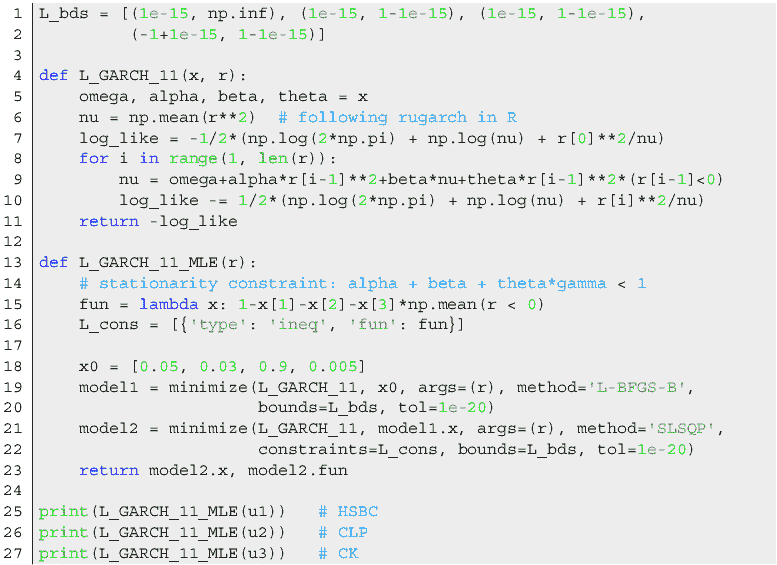 1 L_bds = [(1e-15, np.inf), (1e-15, 1-1e-15), (1e-15, 1-1e-15),
2         (-1+1e-15, 1-1e-15)]
3
4 def L_GARCH_11(x, r):
5     omega, alpha, beta, theta = x
6     nu = np.mean(r**2)  # following rugarch in R
7     log_like = -1/2*(np.log(2*np.pi) + np.log(nu) + r[0]**2/nu)
8     for i in range(1, len(r)):
9         nu = omega+alpha*r[i-1]**2+beta*nu+theta*r[i-1]**2*(r[i-1]<0)
10         log_like -= 1/2*(np.log(2*np.pi) + np.log(nu) + r[i]**2/nu)
11     return -log_like
12
13 def L_GARCH_11_MLE(r):
14     # stationarity constraint: alpha + beta + theta*gamma < 1
15     fun = lambda x: 1-x[1]-x[2]-x[3]*np.mean(r < 0)
16     L_cons = [{'type': 'ineq', 'fun': fun}]
17
18     x0 = [0.05, 0.03, 0.9, 0.005]
19     model1 = minimize(L_GARCH_11, x0, args=(r), method='L-BFGS-B',
20                       bounds=L_bds, tol=1e-20)
21     model2 = minimize(L_GARCH_11, model1.x, args=(r), method='SLSQP',
22                       constraints=L_cons, bounds=L_bds, tol=1e-20)
23     return model2.x, model2.fun
24
25 print(L_GARCH_11_MLE(u1))   # HSBC
26 print(L_GARCH_11_MLE(u2))   # CLP
27 print(L_GARCH_11_MLE(u3))   # CK